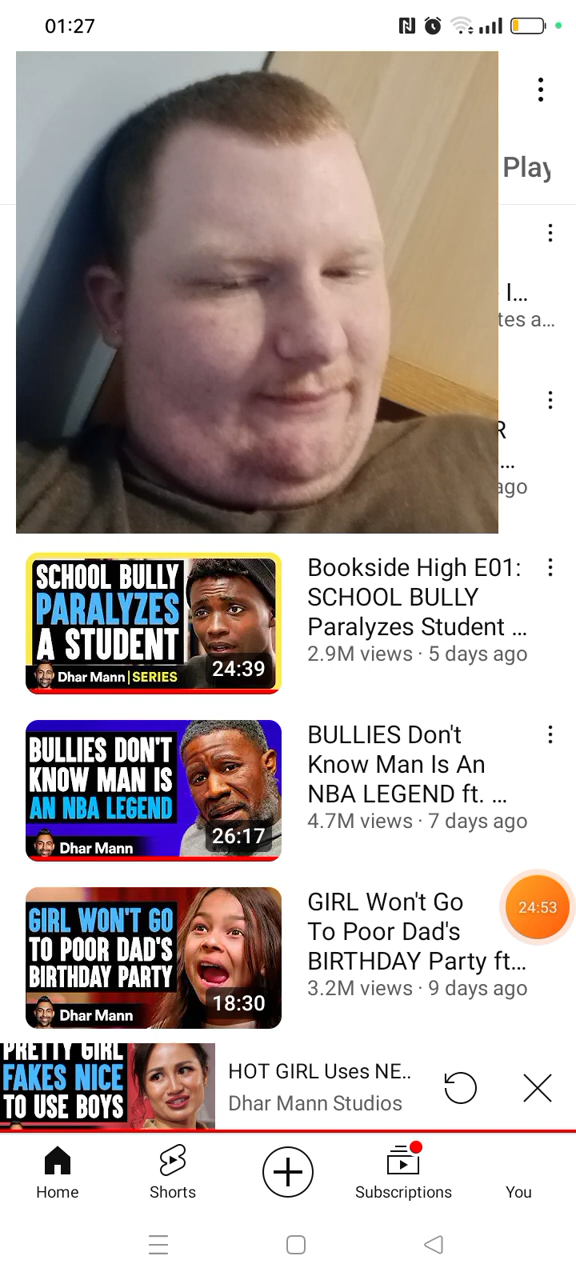 01:27
Play
I...
tes a...
R
...
ago
SCHOOL BULLY
PARALYZES
A STUDENT
Dhar Mann|SERIES
24:39
Bookside High E01:
SCHOOL BULLY
Paralyzes Student ...
2.9M views · 5 days ago
BULLIES DON'T
KNOW MAN IS
AN NBA LEGEND
Dhar Mann
26:17
BULLIES Don't
Know Man Is An
NBA LEGEND ft. ...
4.7M views · 7 days ago
GIRL WON'T GO
TO POOR DAD'S
BIRTHDAY PARTY
Dhar Mann
18:30
GIRL Won't Go
To Poor Dad's
BIRTHDAY Party ft...
3.2M views · 9 days ago
24:53
PRETTY GIRL
FAKES NICE
TO USE BOYS
HOT GIRL Uses NE..
Dhar Mann Studios
Home
Shorts
Subscriptions
You